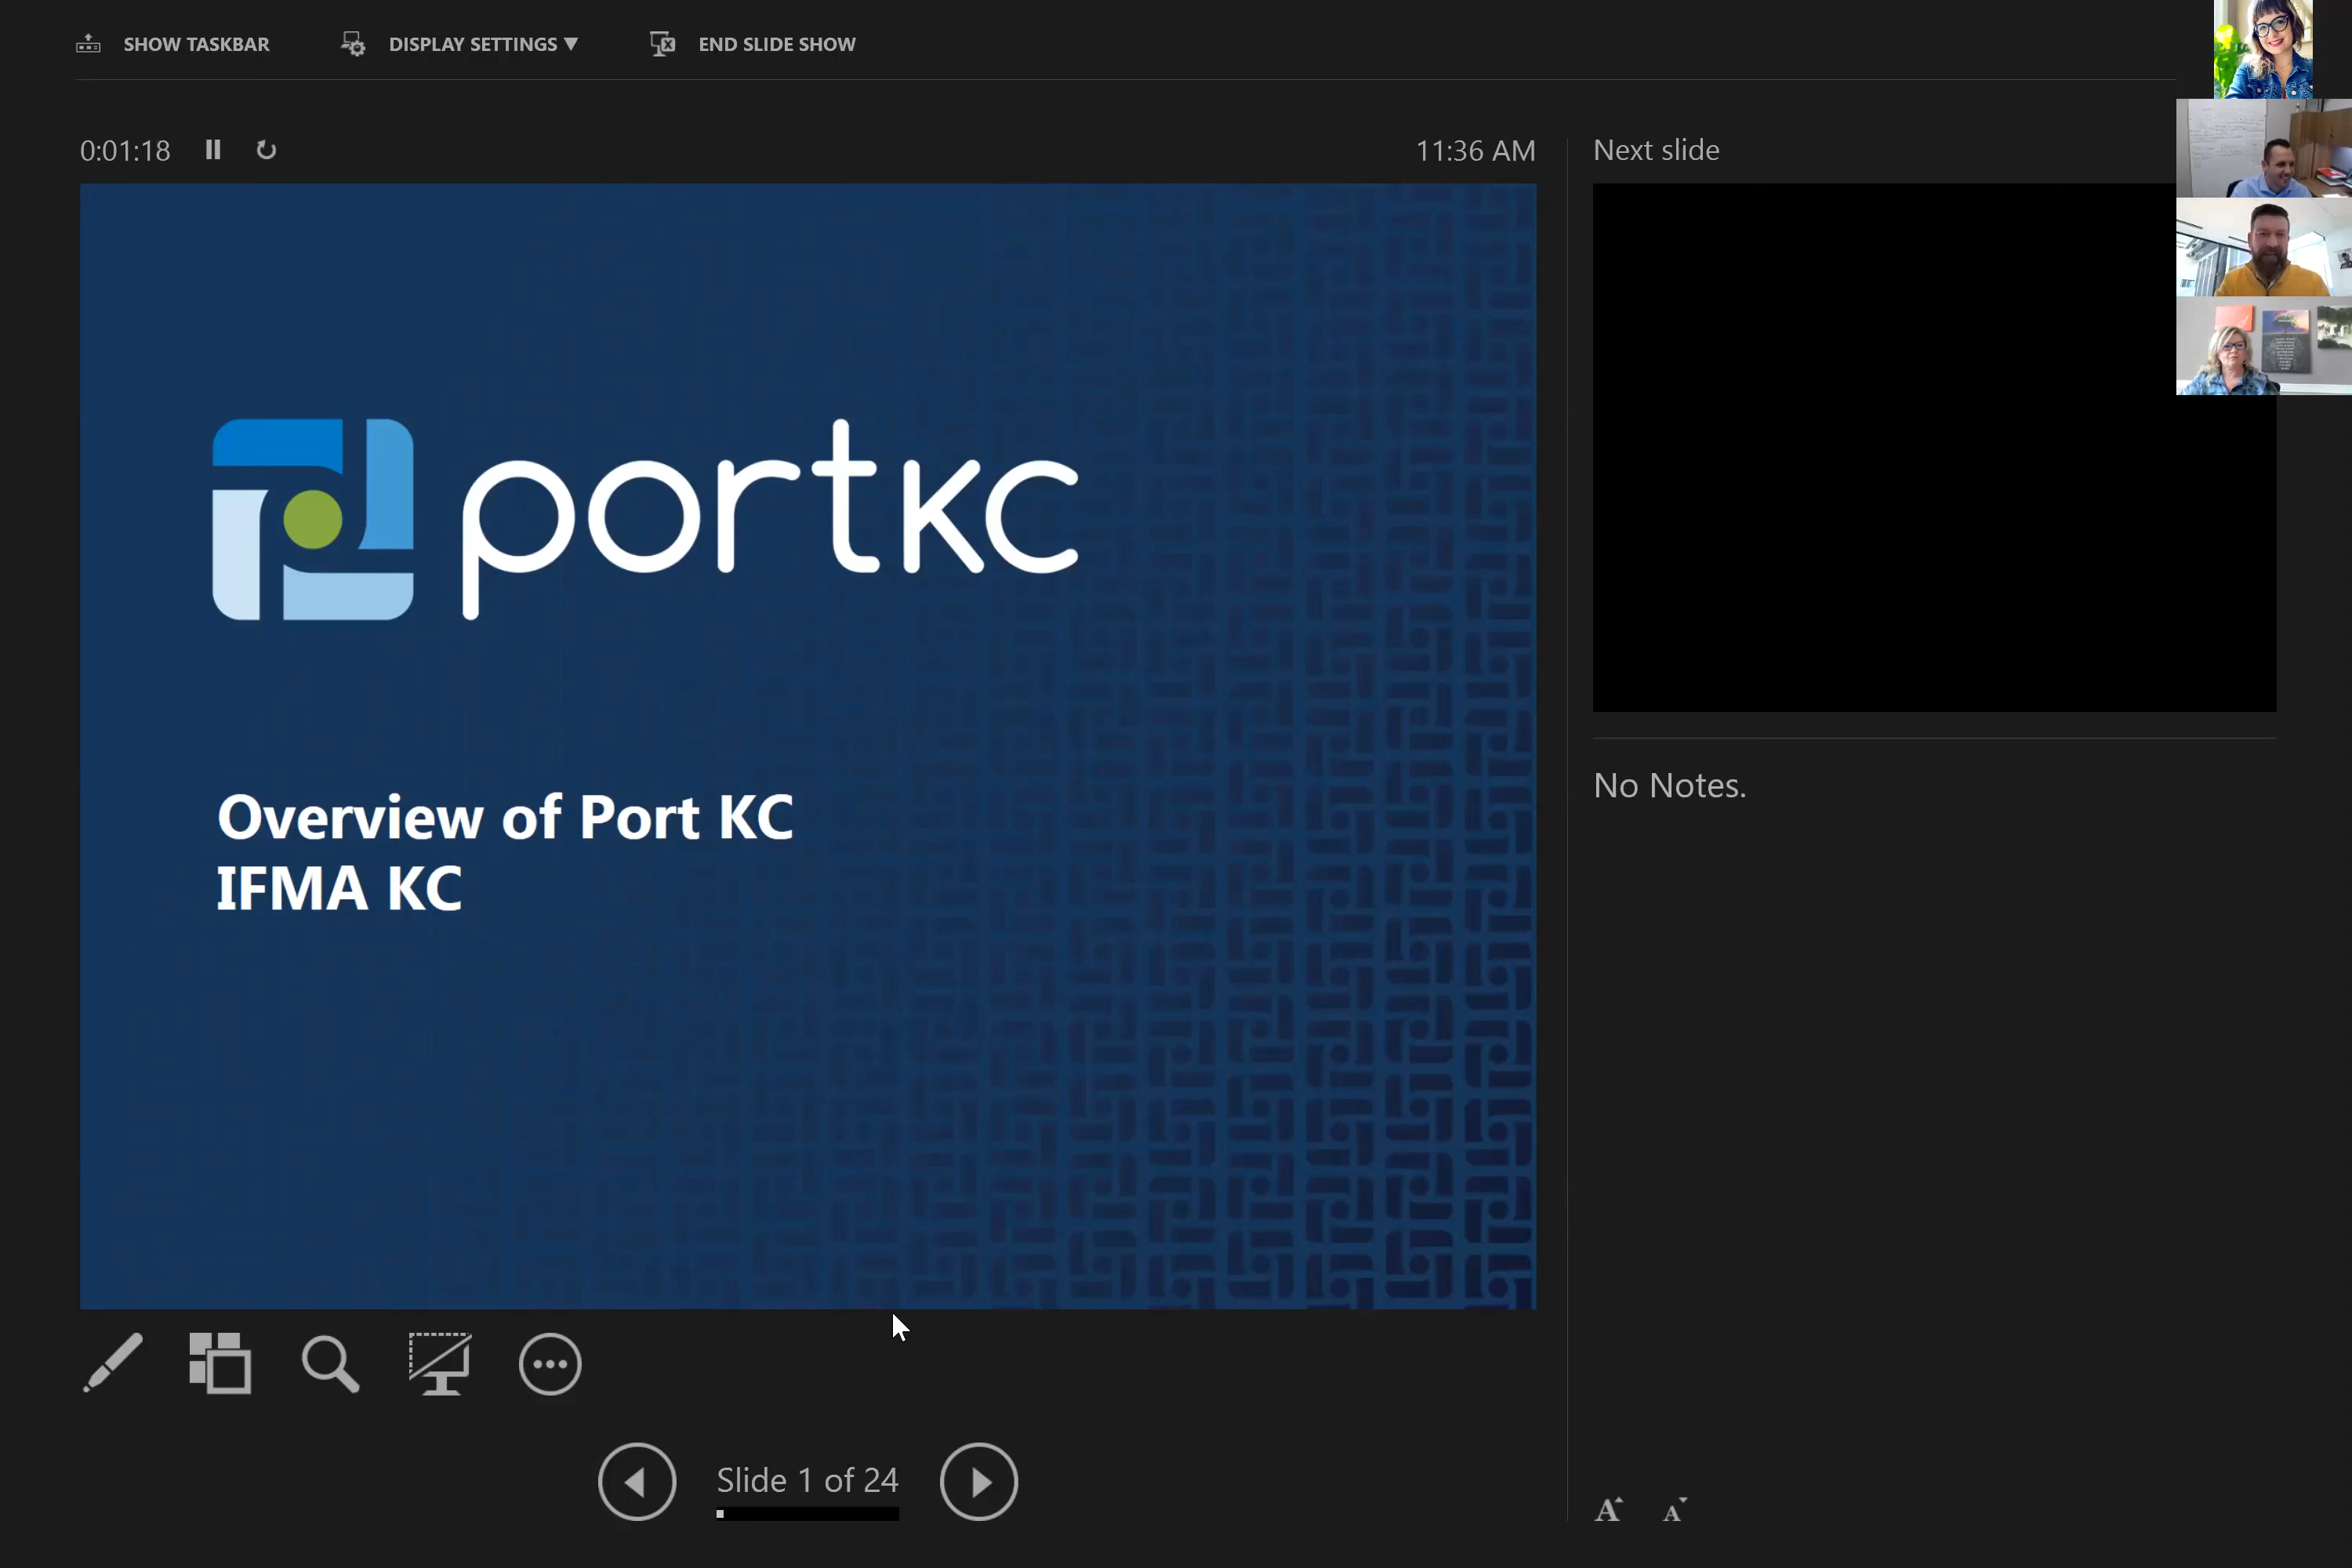 SHOW TASKBAR
DISPLAY SETTINGS ▼
END SLIDE SHOW
0:01:18
11:36 AM
Next slide
portkc
Overview of Port KC
IFMA KC
No Notes.
Slide 1 of 24
A
A